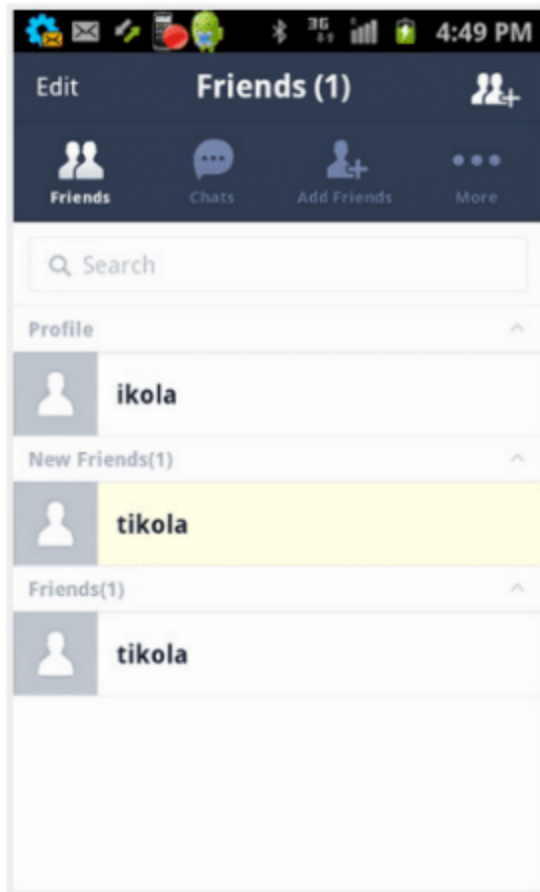 3G 4:49 PM
Edit Friends (1)
Friends Chats Add Friends More
Search
Profile
ikola
New Friends(1)
tikola
Friends(1)
tikola